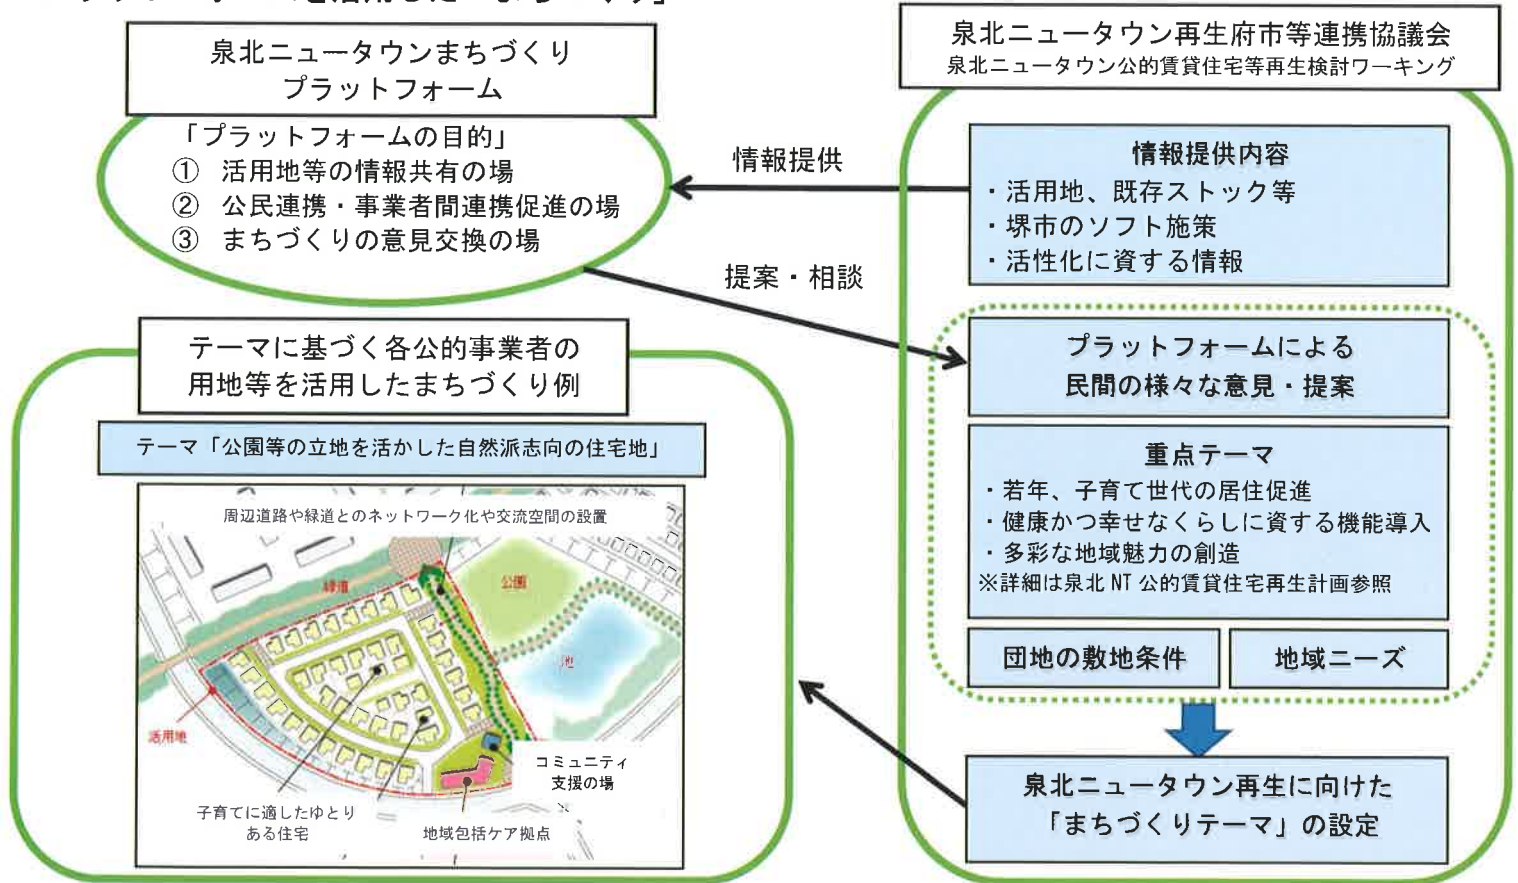 泉北ニュータウンまちづくり
プラットフォーム
「プラットフォームの目的」
① 活用地等の情報共有の場
② 公民連携・事業者間連携促進の場
③ まちづくりの意見交換の場
情報提供
提案・相談
泉北ニュータウン再生府市等連携協議会
泉北ニュータウン公的賃貸住宅等再生検討ワーキング
情報提供内容
・活用地、既存ストック等
・堺市のソフト施策
・活性化に資する情報
プラットフォームによる
民間の様々な意見・提案
重点テーマ
・若年、子育て世代の居住促進
・健康かつ幸せなくらしに資する機能導入
・多彩な地域魅力の創造
※詳細は泉北 NT 公的賃貸住宅再生計画参照
団地の敷地条件
地域ニーズ
泉北ニュータウン再生に向けた
「まちづくりテーマ」の設定
テーマに基づく各公的事業者の
用地等を活用したまちづくり例
テーマ「公園等の立地を活かした自然派志向の住宅地」
周辺道路や緑道とのネットワーク化や交流空間の設置
緑道
公園
池
活用地
コミュニティ
支援の場
子育てに適したゆとり
ある住宅
地域包括ケア拠点